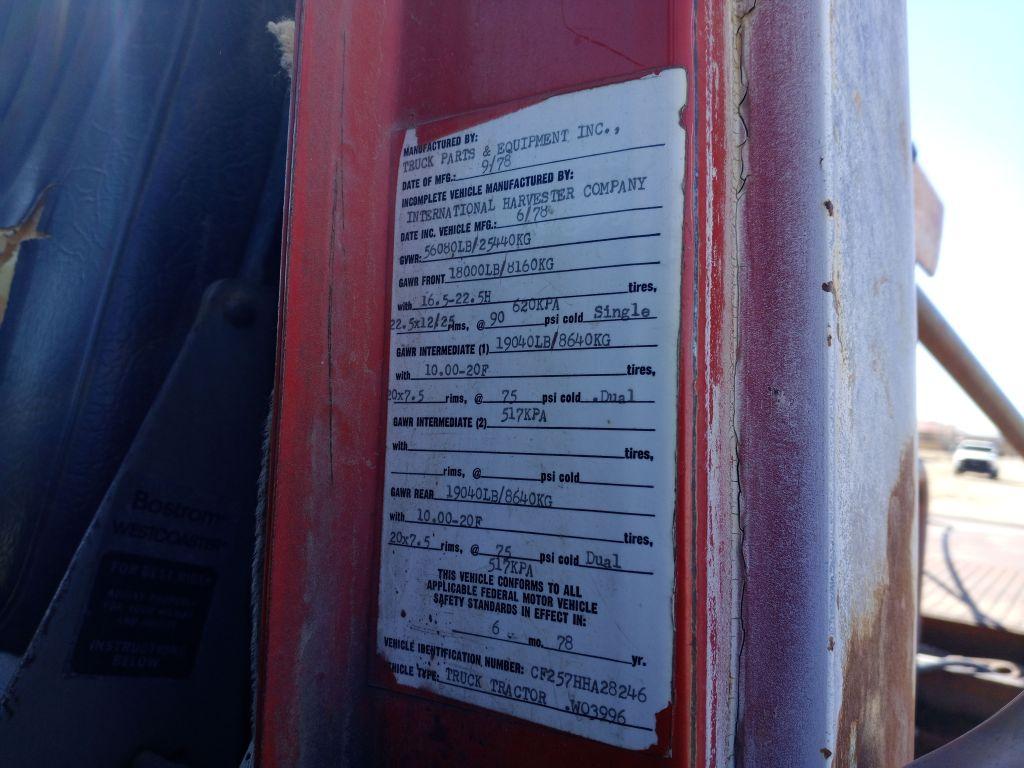 MANUFACTURED BY:
TRUCK PARTS & EQUIPMENT INC.,
DATE OF MFG.: 9/78
INCOMPLETE VEHICLE MANUFACTURED BY:
INTERNATIONAL HARVESTER COMPANY
DATE INC. VEHICLE MFG.: 6/78
GVWR: 56080LB/25440KG
GAWR FRONT 18000LB/8160KG
with 16.5-22.5H tires,
620KPA
22.5x12/25 rims, @ 90 psi cold Single
GAWR INTERMEDIATE (1) 19040LB/8640KG
with 10.00-20F tires,
20x7.5 rims, @ 75 psi cold .Dual
517KPA
GAWR INTERMEDIATE (2)
with tires,
rims, @ psi cold
GAWR REAR 19040LB/8640KG
with 10.00-20F tires,
20x7.5 rims, @ 75 psi cold Dual
517KPA
THIS VEHICLE CONFORMS TO ALL
APPLICABLE FEDERAL MOTOR VEHICLE
SAFETY STANDARDS IN EFFECT IN:
6 mo. 78 yr.
VEHICLE IDENTIFICATION NUMBER: CF257HHA28246
VEHICLE TYPE: TRUCK TRACTOR .WO3996
Bostrom
WESTCOASTER
FOR BEST RIDE
INSTRUCTIONS
BELOW